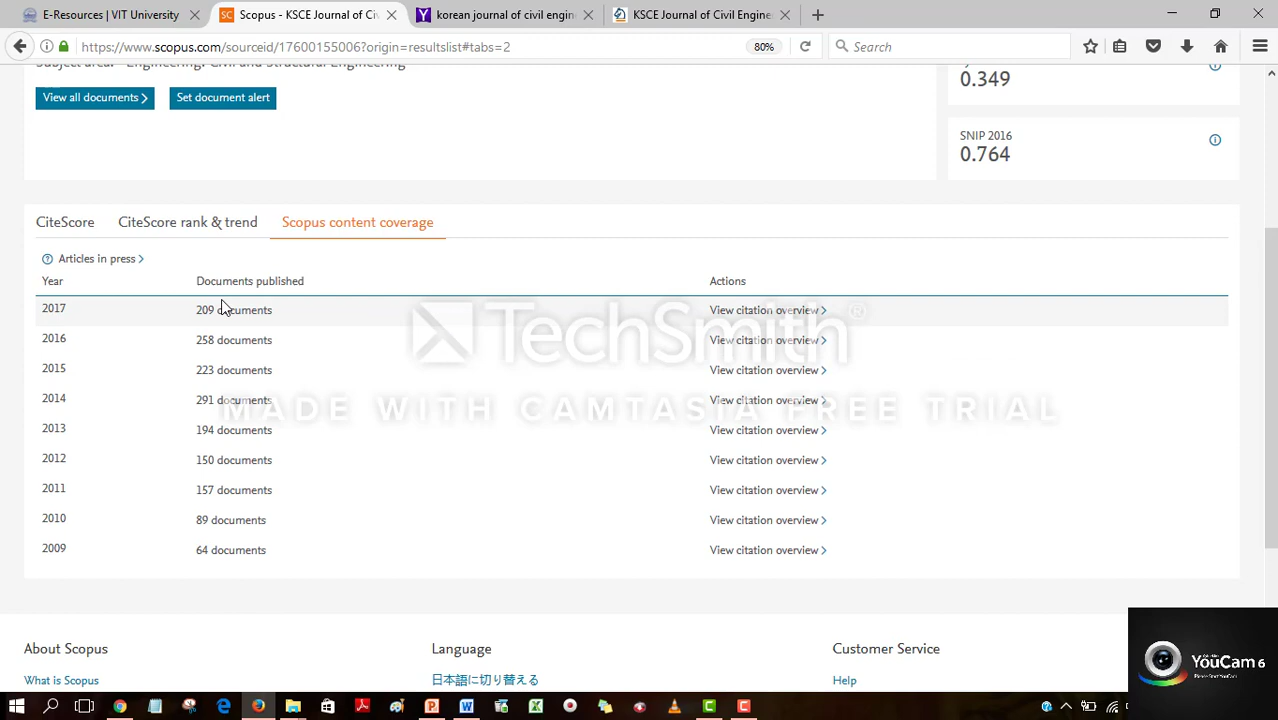 E-Resources | VIT University
Scopus - KSCE Journal of Ci
korean journal of civil engin
KSCE Journal of Civil Engine
https://www.scopus.com/sourceid/17600155006?origin=resultslist#tabs=2
80%
Search
Subject area: Engineering: Civil and Structural Engineering
0.349
View all documents
Set document alert
SNIP 2016
0.764
CiteScore
CiteScore rank & trend
Scopus content coverage
Articles in press
Year Documents published Actions
2017 209 documents View citation overview
2016 258 documents View citation overview
2015 223 documents View citation overview
2014 291 documents View citation overview
2013 194 documents View citation overview
2012 150 documents View citation overview
2011 157 documents View citation overview
2010 89 documents View citation overview
2009 64 documents View citation overview
TechSmith®
MADE WITH CAMTASIA FREE TRIAL
About Scopus
Language
Customer Service
What is Scopus
日本語に切り替える
Help
YouCam 6